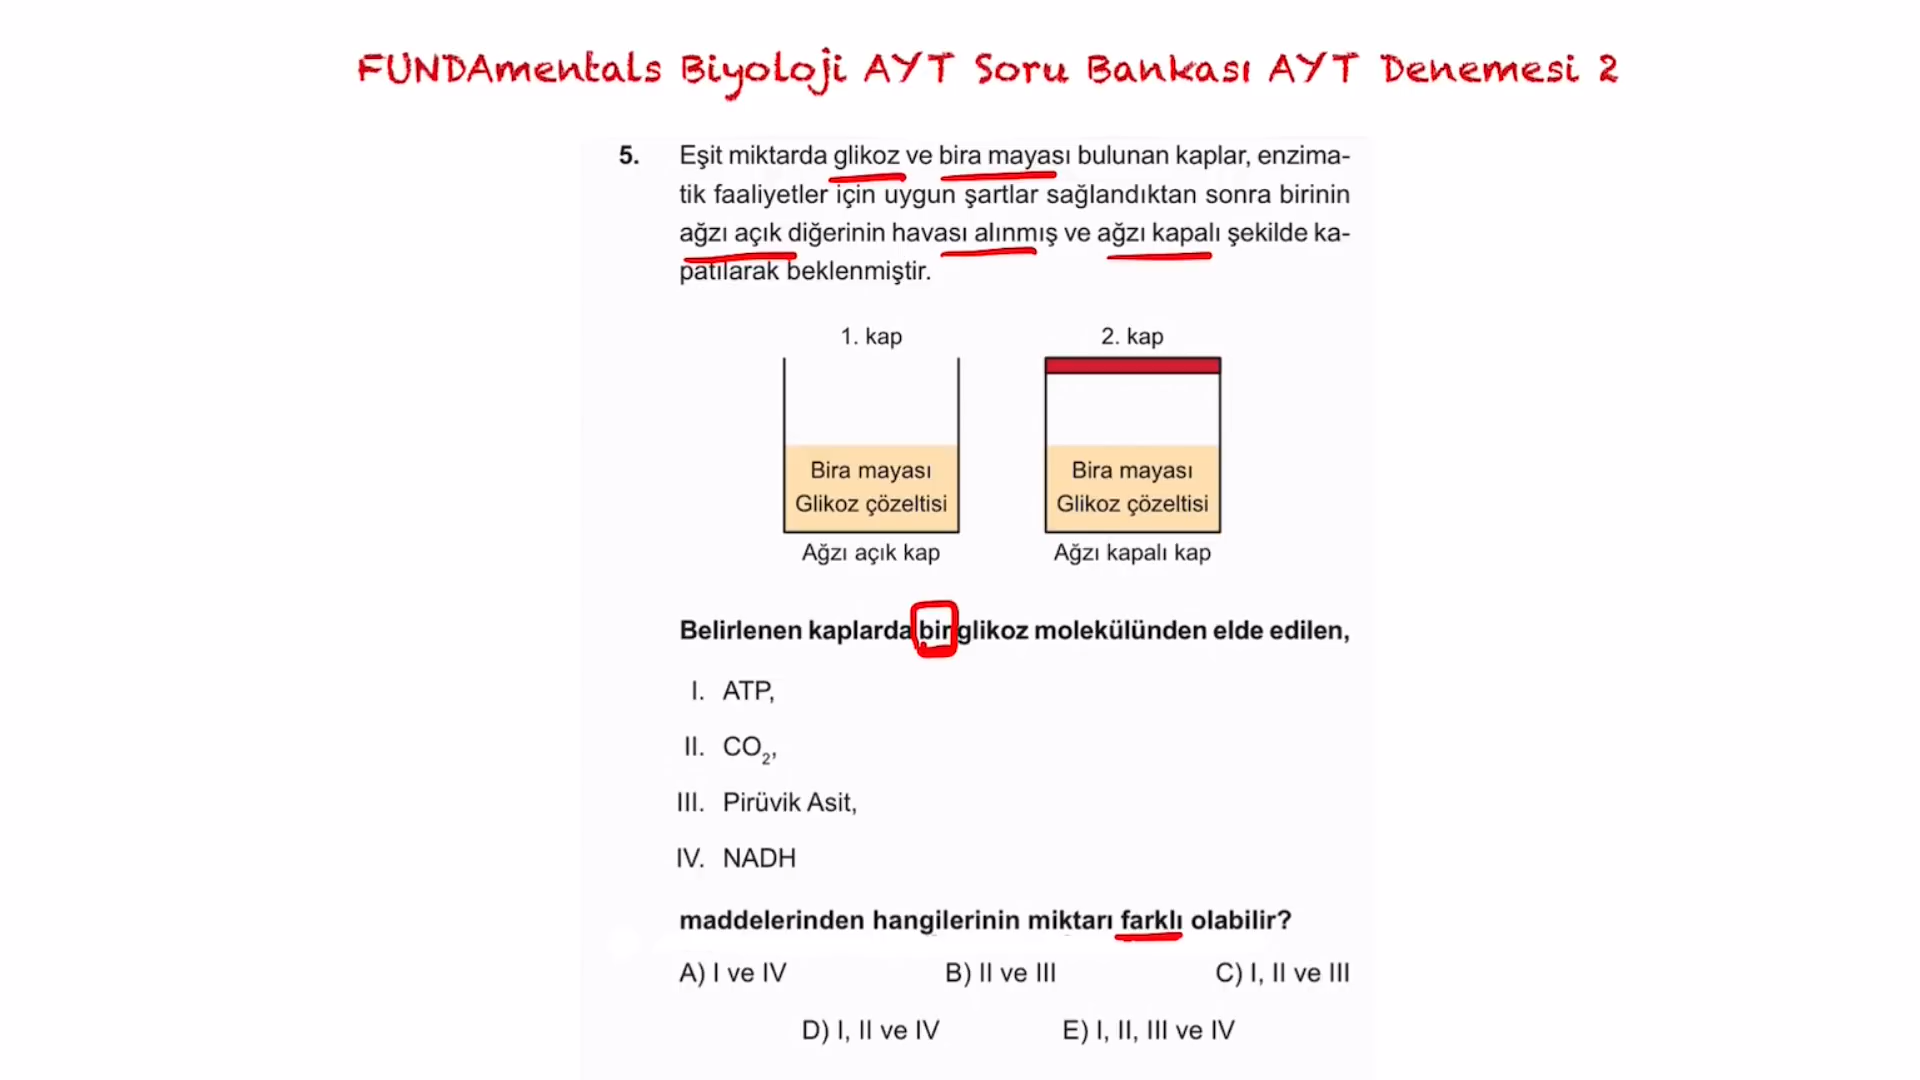 FUNDAmentals Biyoloji AYT Soru Bankası AYT Denemesi 2
5. Eşit miktarda glikoz ve bira mayası bulunan kaplar, enzima-
tik faaliyetler için uygun şartlar sağlandıktan sonra birinin
ağzı açık diğerinin havası alınmış ve ağzı kapalı şekilde ka-
patılarak beklenmiştir.
1. kap 2. kap
Bira mayası Bira mayası
Glikoz çözeltisi Glikoz çözeltisi
Ağzı açık kap Ağzı kapalı kap
Belirlenen kaplarda bir glikoz molekülünden elde edilen,
I. ATP,
II. CO₂,
III. Pirüvik Asit,
IV. NADH
maddelerinden hangilerinin miktarı farklı olabilir?
A) I ve IV B) II ve III C) I, II ve III
D) I, II ve IV E) I, II, III ve IV